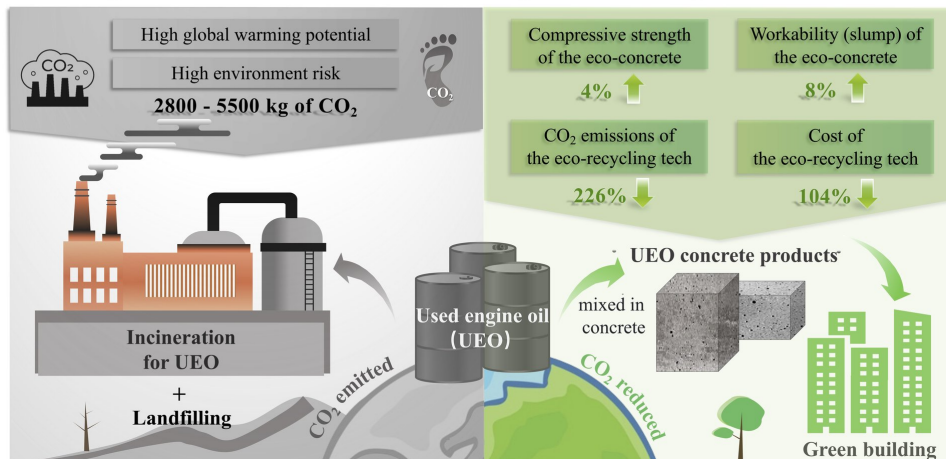 High global warming potential
High environment risk
2800 - 5500 kg of CO₂
CO₂
CO₂
Compressive strength
of the eco-concrete
4%
Workability (slump) of
the eco-concrete
8%
CO₂ emissions of
the eco-recycling tech
226%
Cost of
the eco-recycling tech
104%
Incineration
for UEO
+
Landfilling
Used engine oil
(UEO)
CO₂ emitted
CO₂ reduced
UEO concrete products
mixed in
concrete
Green building